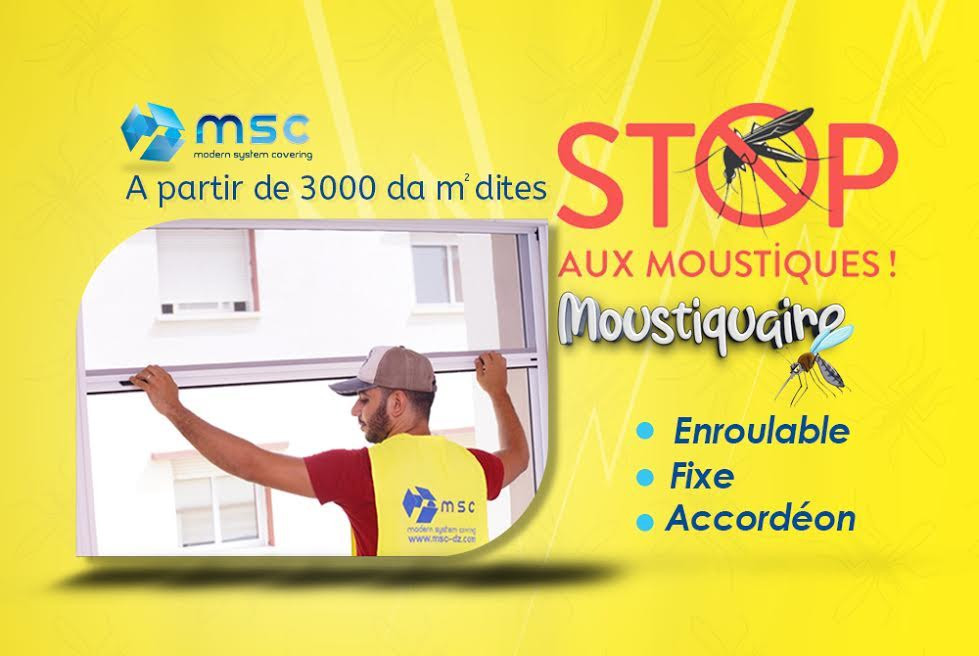 msc
modern system covering
A partir de 3000 da m² dites
STOP
AUX MOUSTIQUES !
Moustiquaire
Enroulable
Fixe
Accordéon
msc
modern system covring
www.msc-dz.com